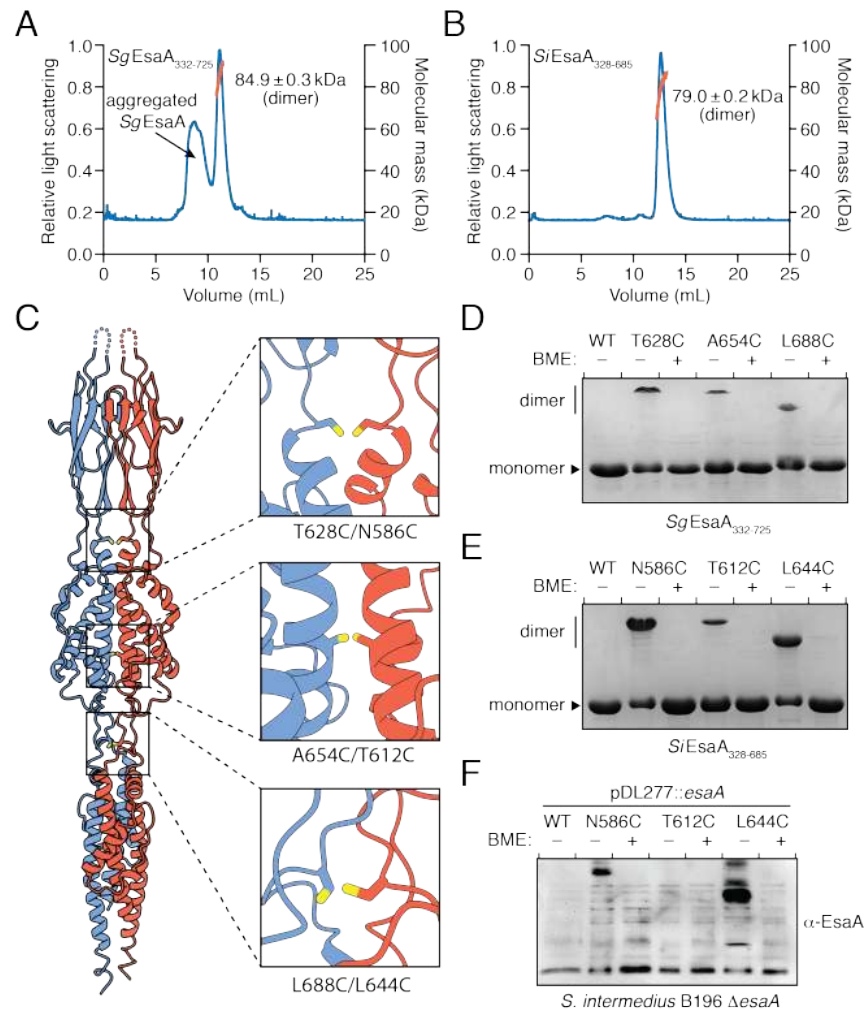 A
SgEsaA332-725
84.9 ± 0.3 kDa
(dimer)
aggregated
SgEsaA
Relative light scattering
Molecular mass (kDa)
1.0
0.8
0.6
0.4
0.2
0.0
100
80
60
40
20
0
0 5 10 15 20 25
Volume (mL)
B
SiEsaA328-685
79.0 ± 0.2 kDa
(dimer)
Relative light scattering
Molecular mass (kDa)
1.0
0.8
0.6
0.4
0.2
0.0
100
80
60
40
20
0
0 5 10 15 20 25
Volume (mL)
C
T628C/N586C
A654C/T612C
L688C/L644C
D
WT T628C A654C L688C
BME: – – + – + – +
dimer
monomer
SgEsaA332-725
E
WT N586C T612C L644C
BME: – – + – + – +
dimer
monomer
SiEsaA328-685
F
pDL277::esaA
WT N586C T612C L644C
BME: – – + – + – +
α-EsaA
S. intermedius B196 ΔesaA